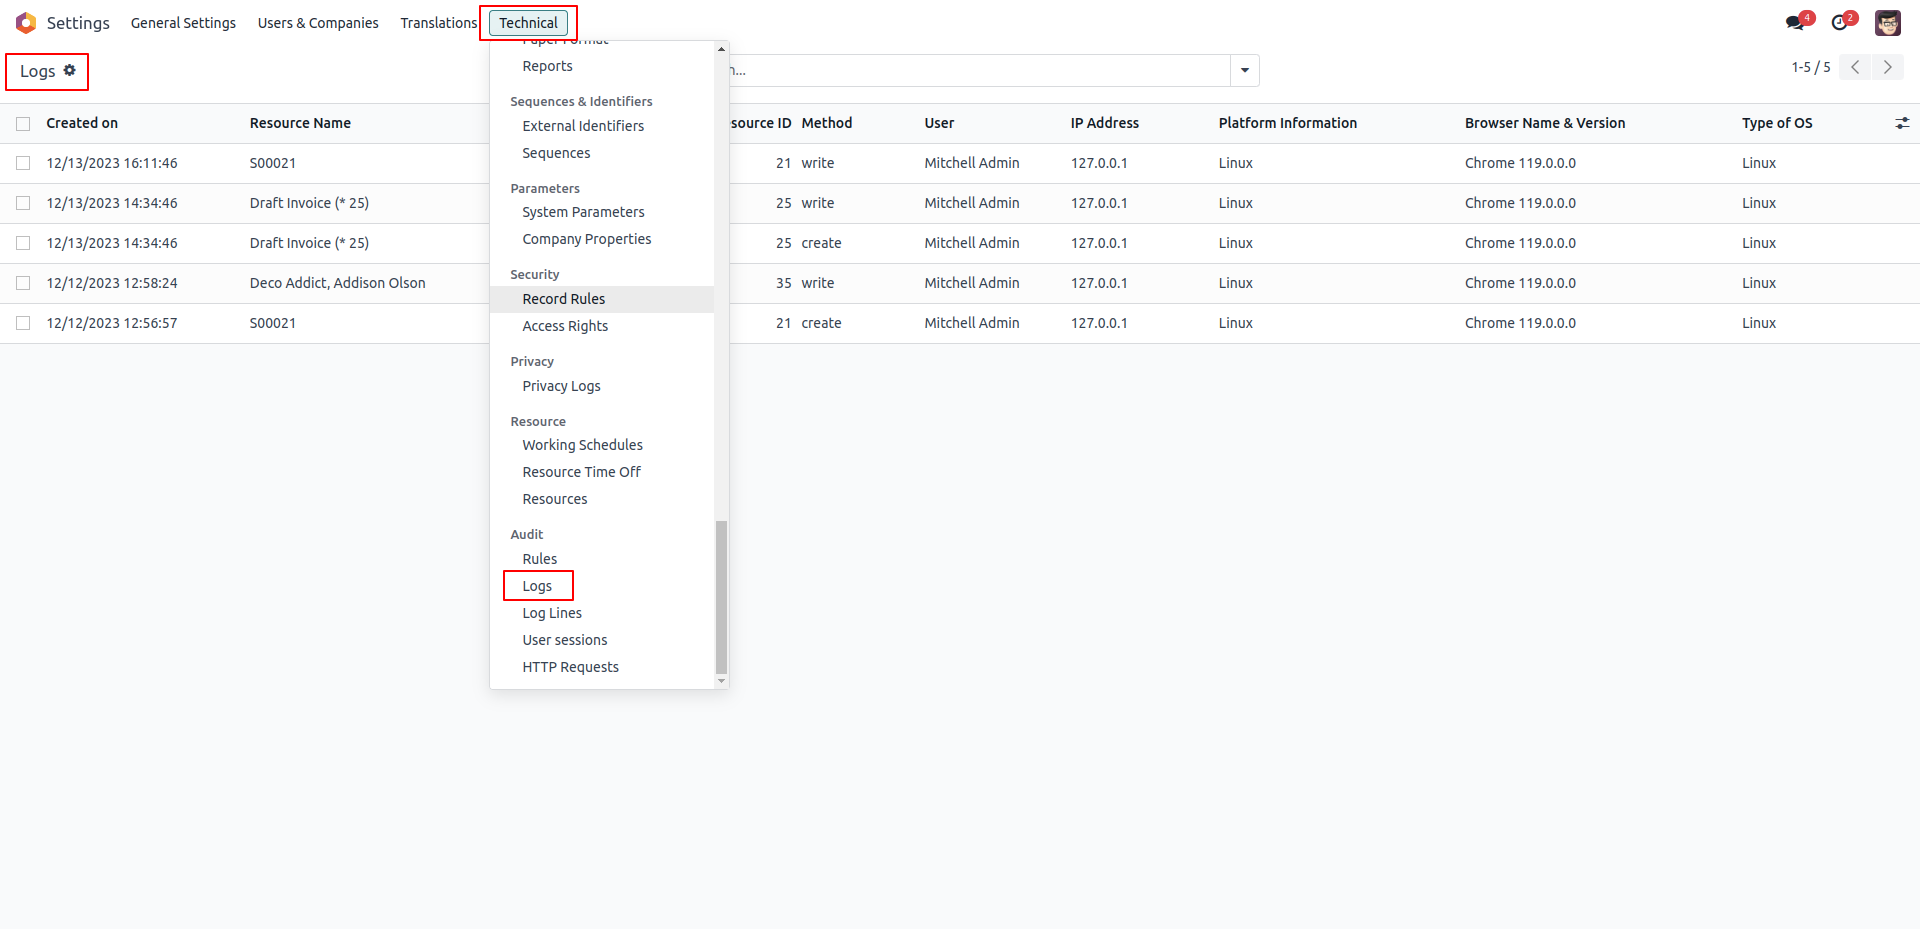 Settings General Settings Users & Companies Translations Technical 4 2
Logs n... 1-5 / 5
Created on Resource Name source ID Method User IP Address Platform Information Browser Name & Version Type of OS
12/13/2023 16:11:46 S00021 21 write Mitchell Admin 127.0.0.1 Linux Chrome 119.0.0.0 Linux
12/13/2023 14:34:46 Draft Invoice (* 25) 25 write Mitchell Admin 127.0.0.1 Linux Chrome 119.0.0.0 Linux
12/13/2023 14:34:46 Draft Invoice (* 25) 25 create Mitchell Admin 127.0.0.1 Linux Chrome 119.0.0.0 Linux
12/12/2023 12:58:24 Deco Addict, Addison Olson 35 write Mitchell Admin 127.0.0.1 Linux Chrome 119.0.0.0 Linux
12/12/2023 12:56:57 S00021 21 create Mitchell Admin 127.0.0.1 Linux Chrome 119.0.0.0 Linux
Paper Format
Reports
Sequences & Identifiers
External Identifiers
Sequences
Parameters
System Parameters
Company Properties
Security
Record Rules
Access Rights
Privacy
Privacy Logs
Resource
Working Schedules
Resource Time Off
Resources
Audit
Rules
Logs
Log Lines
User sessions
HTTP Requests